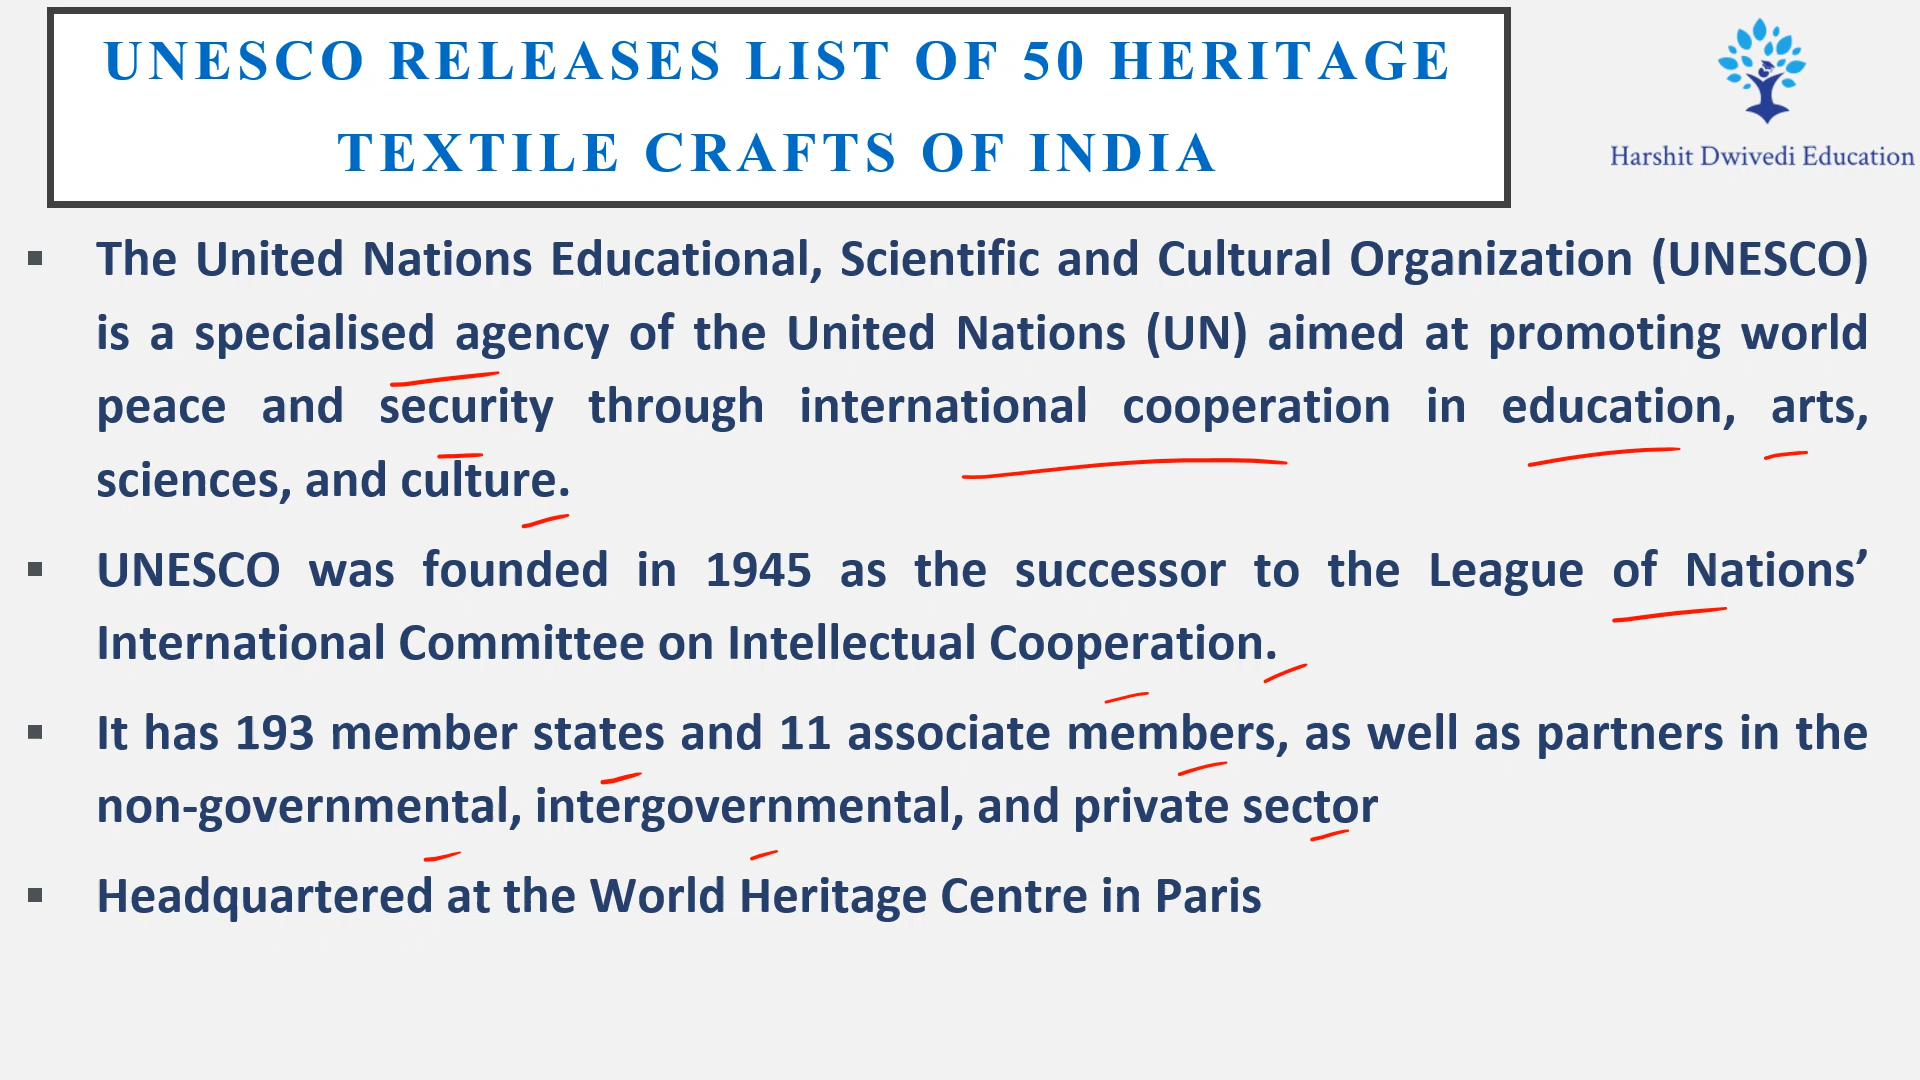 UNESCO RELEASES LIST OF 50 HERITAGE
TEXTILE CRAFTS OF INDIA
Harshit Dwivedi Education
▪ The United Nations Educational, Scientific and Cultural Organization (UNESCO)
is a specialised agency of the United Nations (UN) aimed at promoting world
peace and security through international cooperation in education, arts,
sciences, and culture.
▪ UNESCO was founded in 1945 as the successor to the League of Nations’
International Committee on Intellectual Cooperation.
▪ It has 193 member states and 11 associate members, as well as partners in the
non-governmental, intergovernmental, and private sector
▪ Headquartered at the World Heritage Centre in Paris